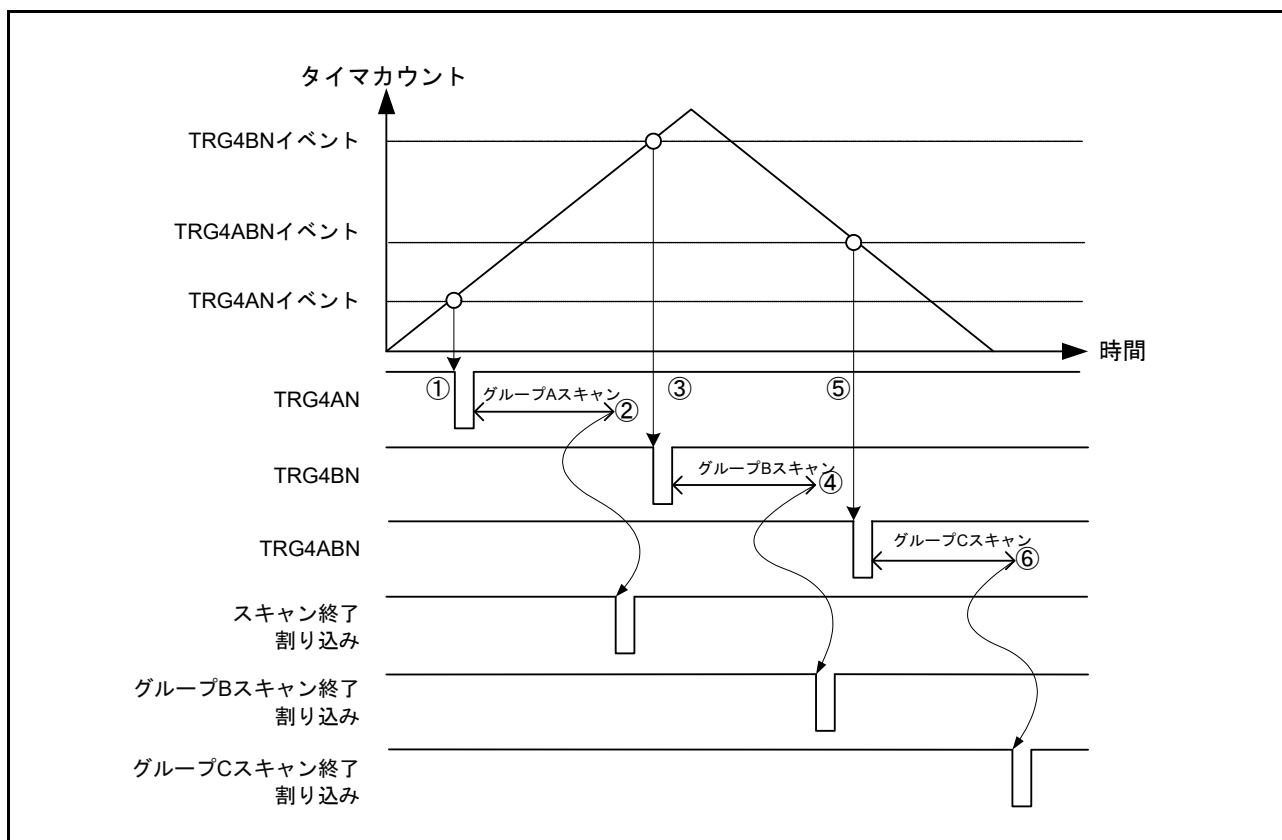 タイマカウント
TRG4BNイベント
TRG4ABNイベント
TRG4ANイベント
時間
TRG4AN
①
グループAスキャン
②
③
⑤
TRG4BN
グループBスキャン
④
TRG4ABN
グループCスキャン
⑥
スキャン終了
割り込み
グループBスキャン終了
割り込み
グループCスキャン終了
割り込み